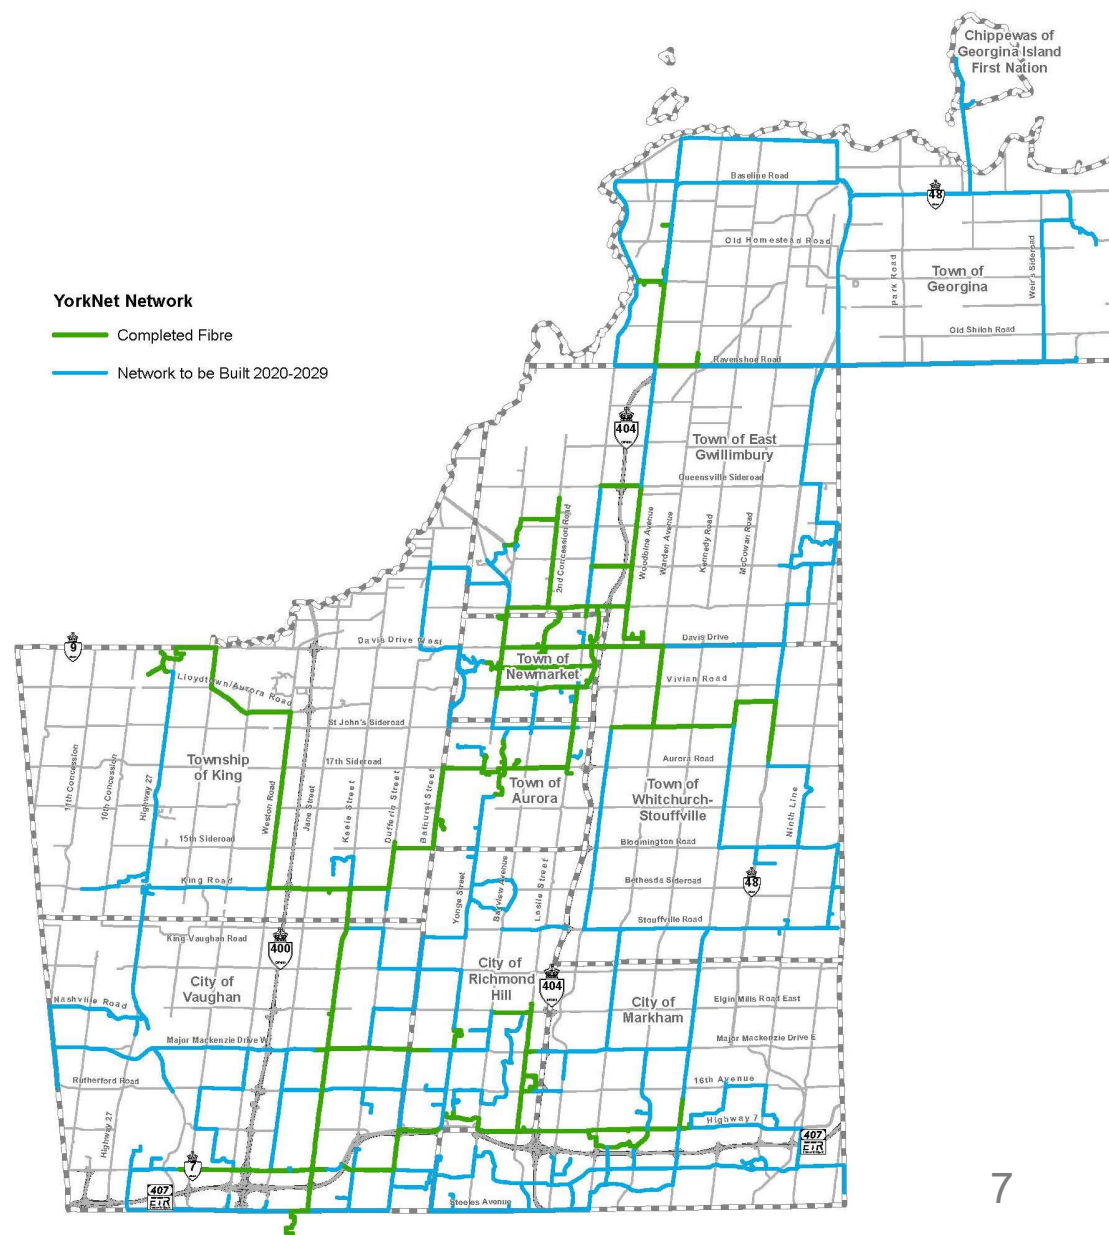 Chippewas of
Georgina Island
First Nation
Baseline Road
48
Old Homestead Road
Park Road
Town of
Georgina
Weir's Sideroad
YorkNet Network
Completed Fibre
Network to be Built 2020-2029
Old Shiloh Road
Ravenshoe Road
404
Town of East
Gwillimbury
Queensville Sideroad
2nd Concession Road
Woodbine Avenue
Warden Avenue
Kennedy Road
McCowan Road
9
Davis Drive West
Davis Drive
Town of
Newmarket
Vivian Road
Lloydtown/Aurora Road
St John's Sideroad
17th Sideroad
Township
of King
11th Concession
10th Concession
Highway 27
Weston Road
Jane Street
Keele Street
Dufferin Street
Bathurst Street
Town of
Aurora
Aurora Road
Town of
Whitchurch-
Stouffville
Ninth Line
15th Sideroad
Bloomington Road
King Road
Yonge Street
Bayview Avenue
Leslie Street
Bethesda Sideroad
48
Stouffville Road
King-Vaughan Road
400
City of
Vaughan
City of
Richmond
Hill
404
City of
Markham
Elgin Mills Road East
Nashville Road
Major Mackenzie Drive W
Major Mackenzie Drive E
Rutherford Road
16th Avenue
Highway 27
Highway 7
407
ETR
7
407
ETR
Steeles Avenue
7